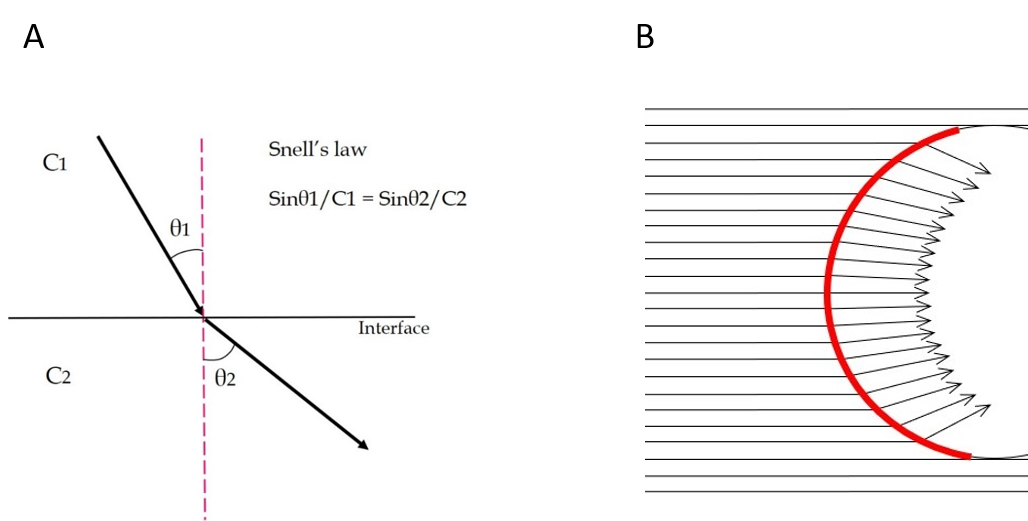 A
B
Snell's law
C1
Sinθ1/C1 = Sinθ2/C2
θ1
Interface
C2
θ2